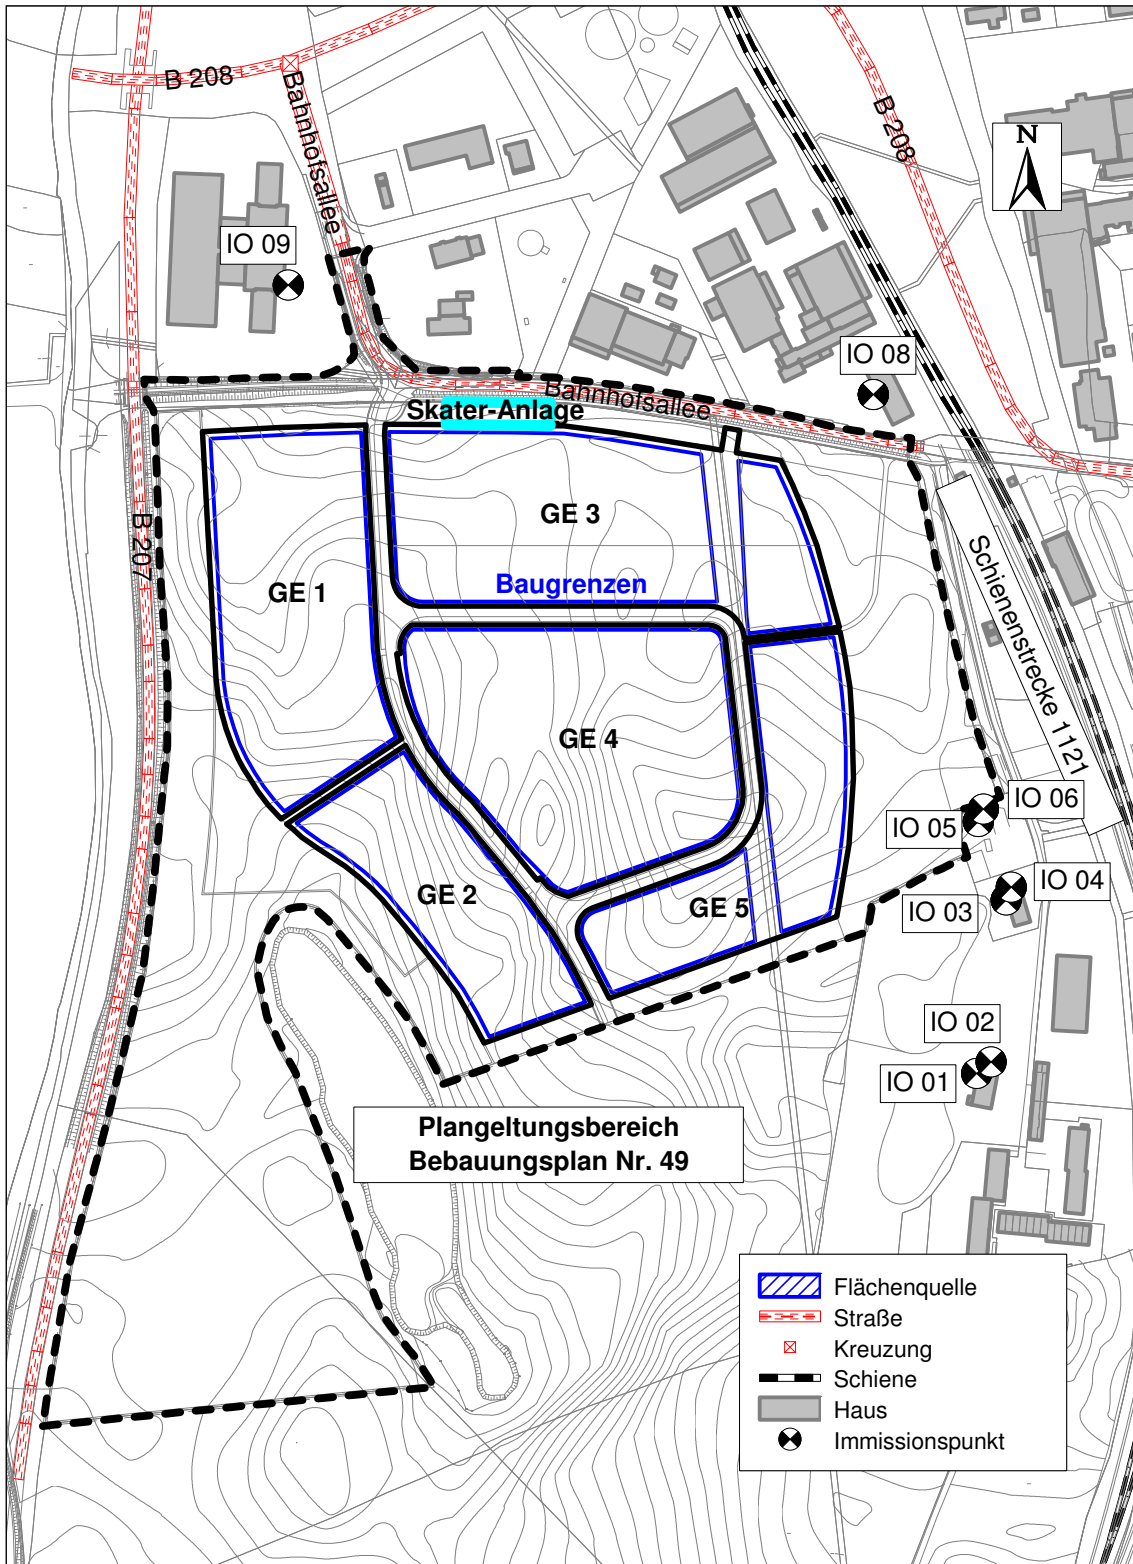 B 208
Bahnhofsallee
B 208
N
IO 09
IO 08
Bahnhofsallee
Skater-Anlage
B 207
GE 3
GE 1
Baugrenzen
Schienenstrecke 1121
GE 4
IO 06
IO 05
IO 04
IO 03
GE 2
GE 5
IO 02
IO 01
Plangeltungsbereich
Bebauungsplan Nr. 49
Flächenquelle
Straße
Kreuzung
Schiene
Haus
Immissionspunkt